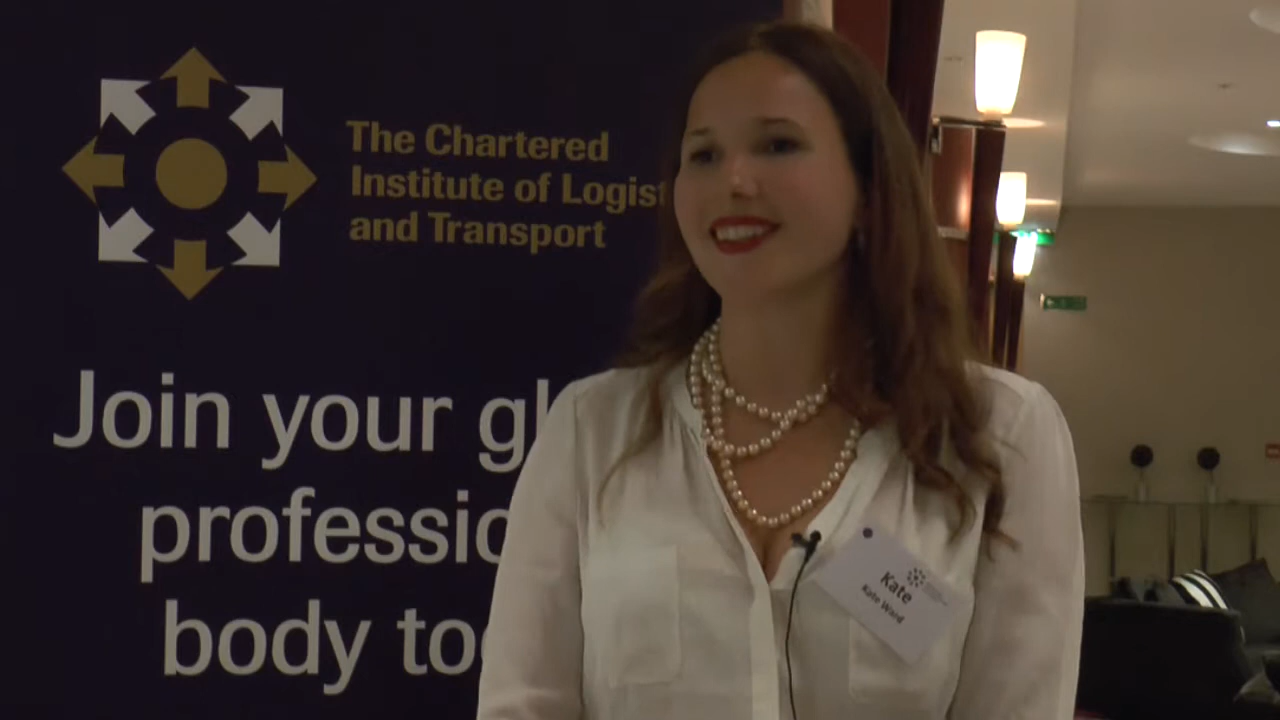 The Chartered
Institute of Logist
and Transport
Join your gl
professio
body to
Kate
Kate Ward